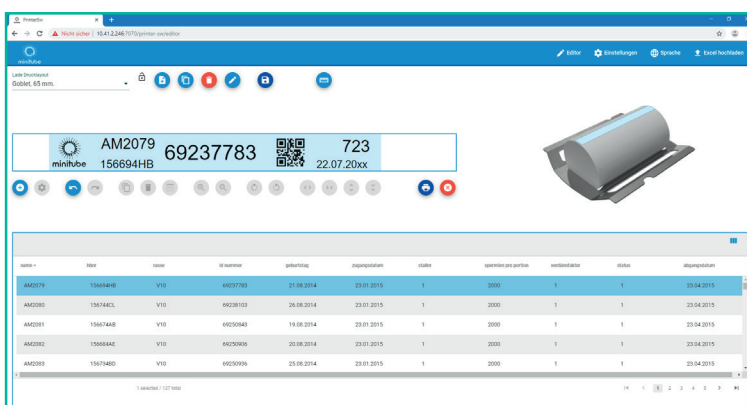 PrinterSw
Nicht sicher | 10.41.2.246:7070/printer-sw/editor
minitube
Editor
Einstellungen
Sprache
Excel hochladen
Lade Drucklayout
Goblet, 65 mm.
minitube
AM2079
156694HB
69237783
723
22.07.20xx
name
hbnr
rasse
id nummer
geburtstag
zugangsdatum
stallnr
spermien pro portion
verdünnfaktor
status
abgangsdatum
AM2079 156694HB V10 69237783 21.08.2014 23.01.2015 1 2000 1 1 23.04.2015
AM2080 156744CL V10 69238103 26.08.2014 23.01.2015 1 2000 1 1 23.04.2015
AM2081 156674AB V10 69250843 19.08.2014 23.01.2015 1 2000 1 1 23.04.2015
AM2082 156684AE V10 69250906 20.08.2014 23.01.2015 1 2000 1 1 23.04.2015
AM2083 156734BD V10 69250936 25.08.2014 23.01.2015 1 2000 1 1 23.04.2015
1 selected / 127 total
1 2 3 4 5